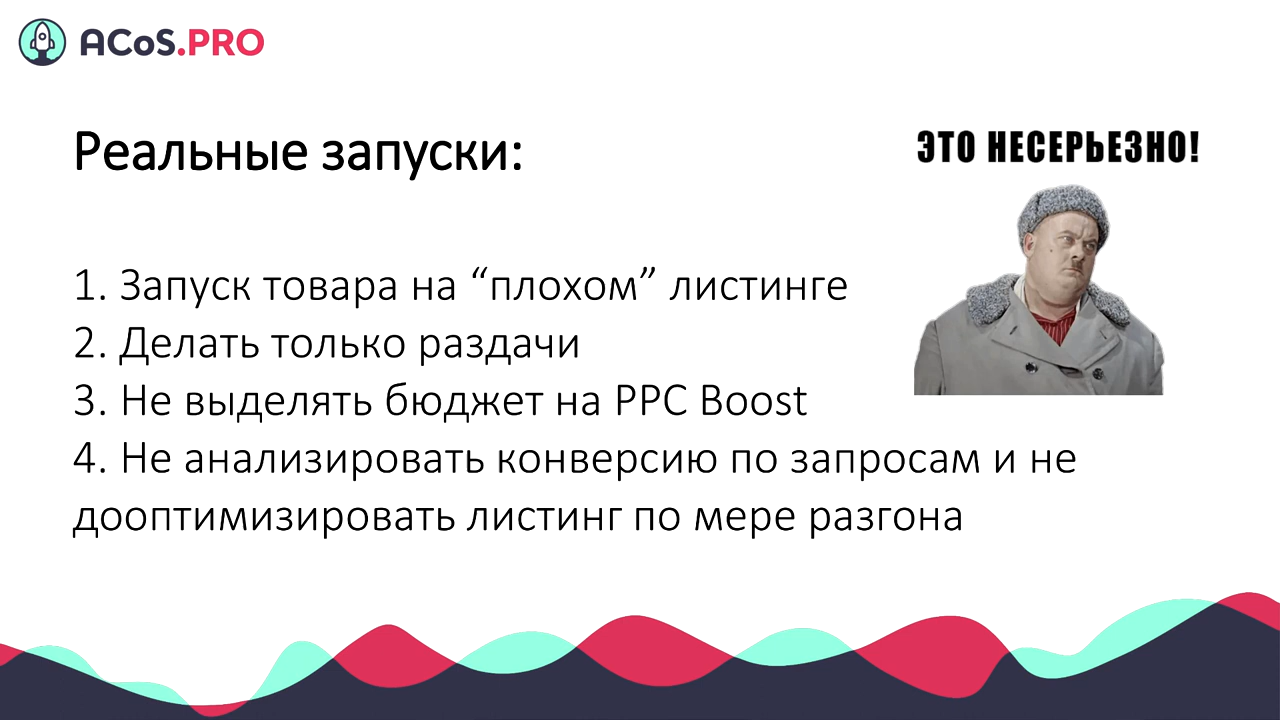 ACoS.PRO
Реальные запуски:
ЭТО НЕСЕРЬЕЗНО!
1. Запуск товара на “плохом” листинге
2. Делать только раздачи
3. Не выделять бюджет на PPC Boost
4. Не анализировать конверсию по запросам и не
дооптимизировать листинг по мере разгона